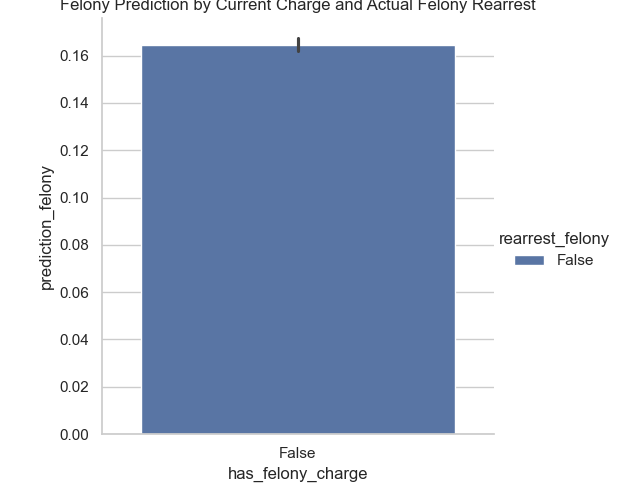 Felony Prediction by Current Charge and Actual Felony Rearrest
0.16
0.14
0.12
0.10
0.08
0.06
0.04
0.02
0.00
prediction_felony
False
has_felony_charge
rearrest_felony
False